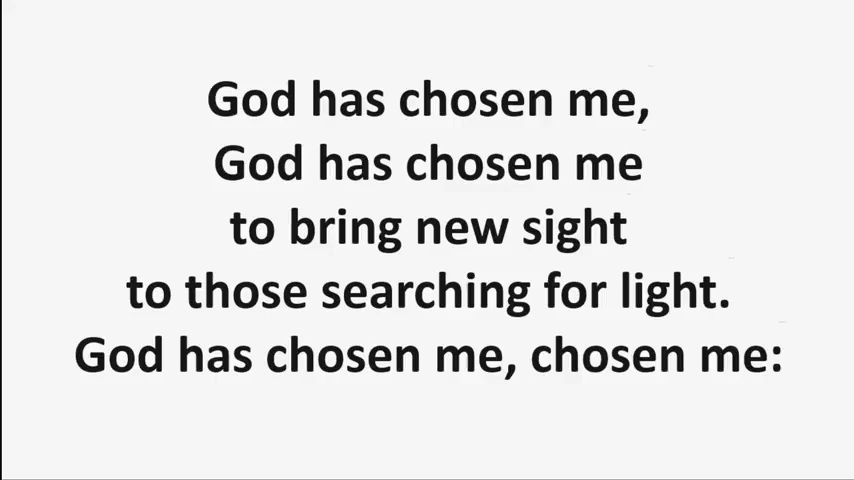 God has chosen me,
God has chosen me
to bring new sight
to those searching for light.
God has chosen me, chosen me: